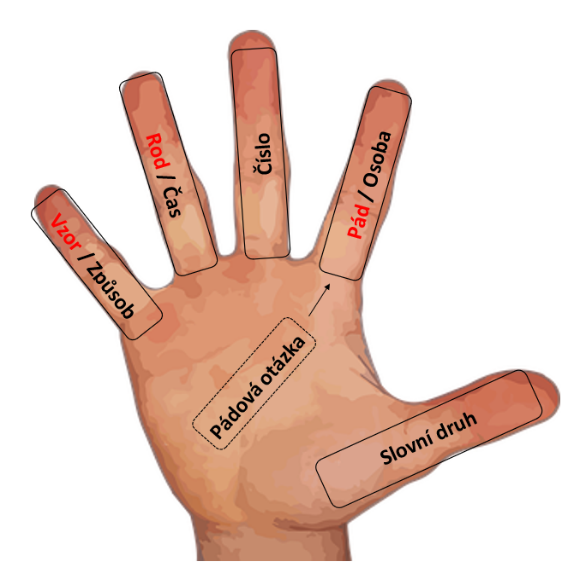 Vzor / Způsob
Rod / Čas
Číslo
Pád / Osoba
Pádová otázka
Slovní druh